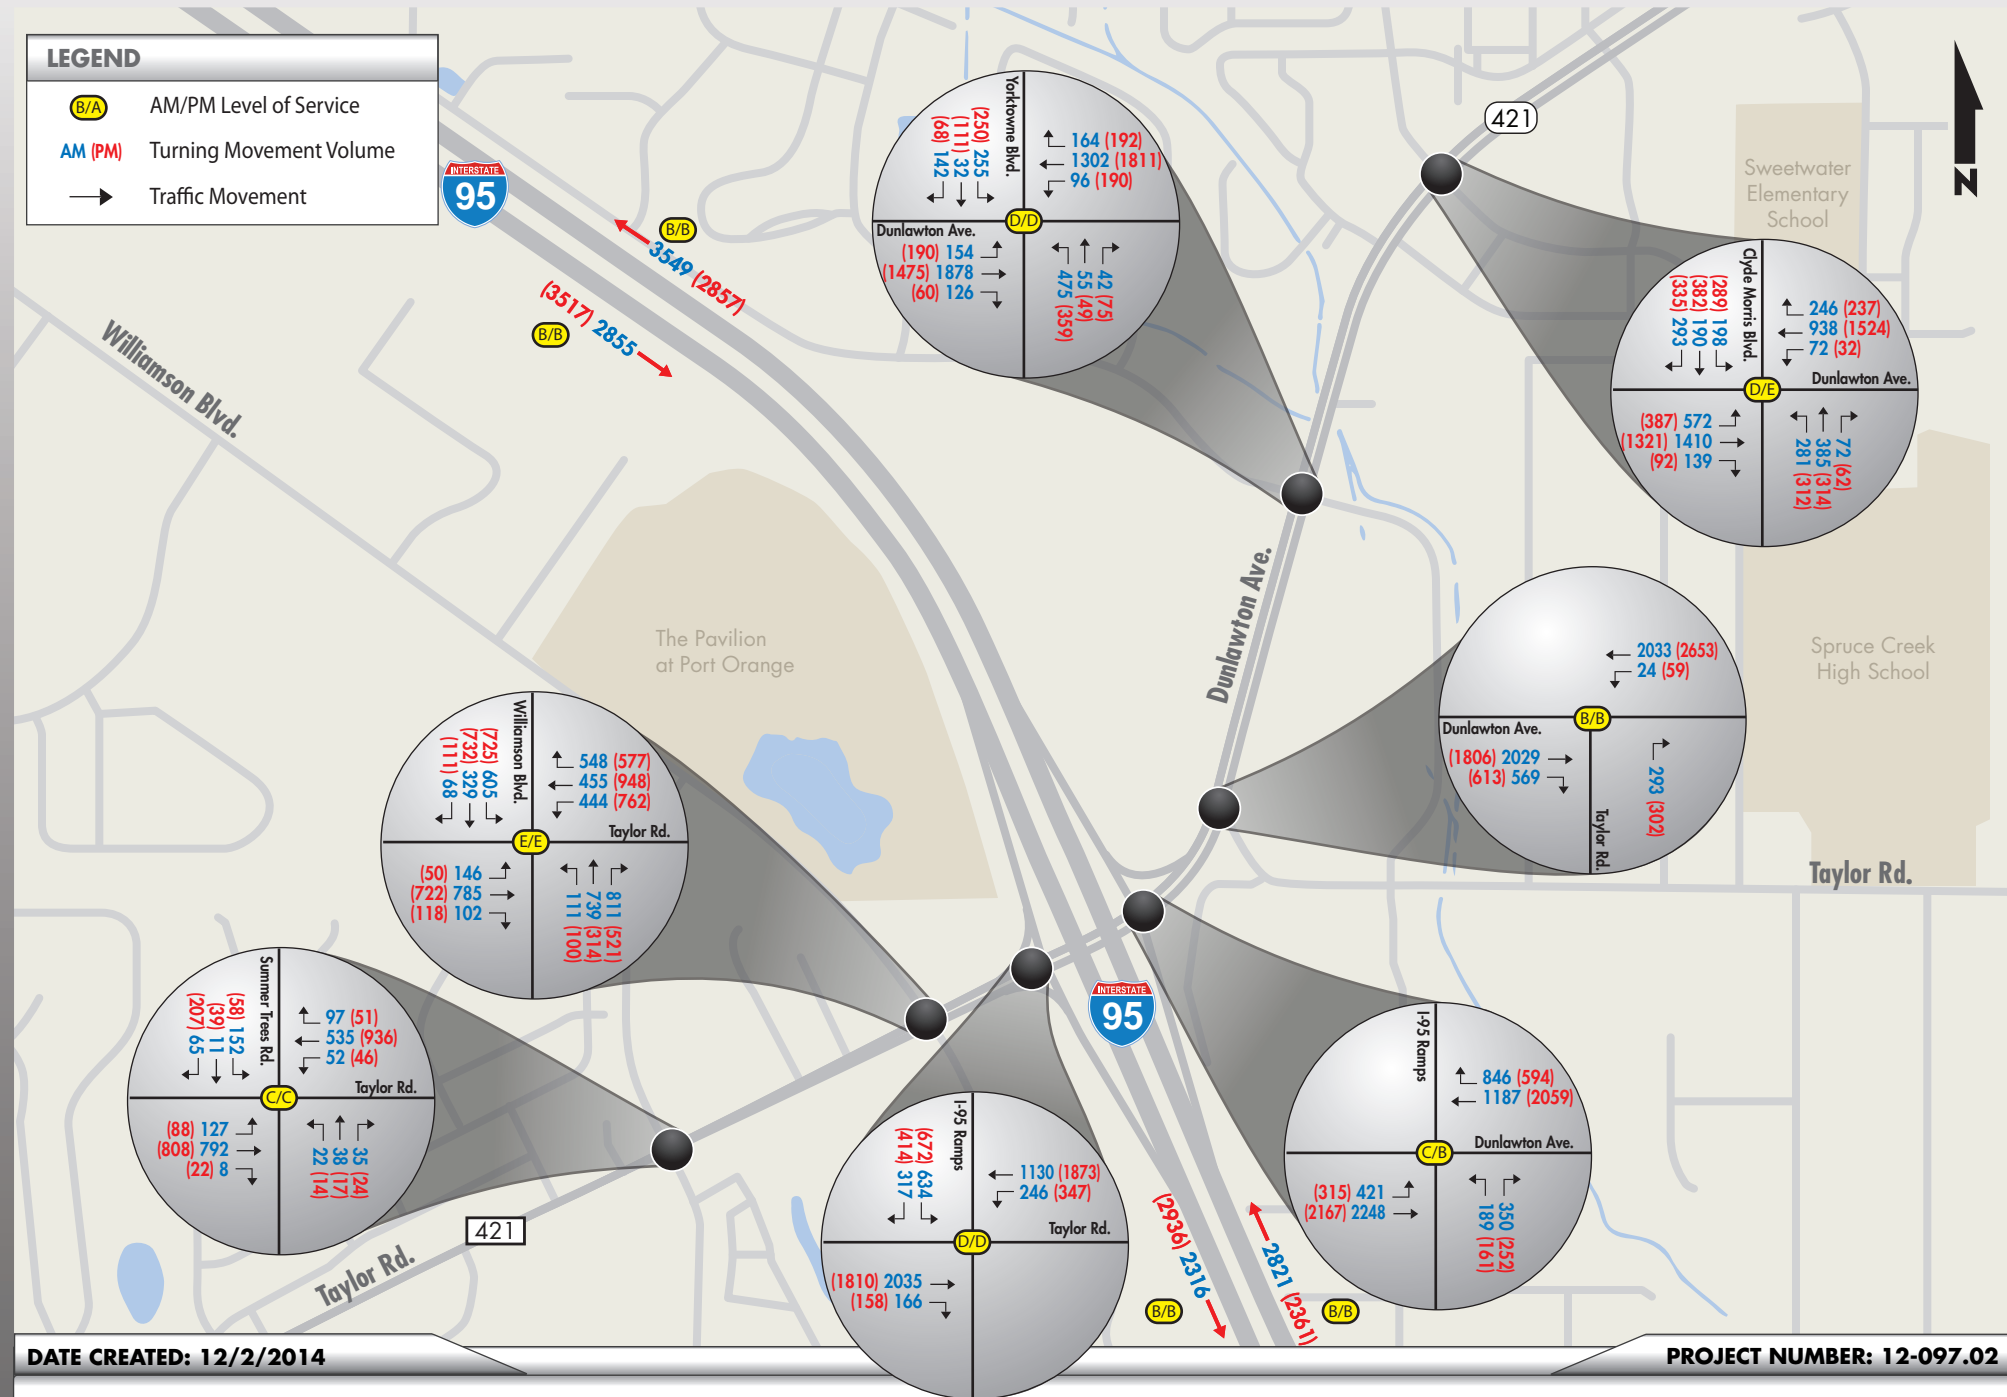 LEGEND
B/A AM/PM Level of Service
AM (PM) Turning Movement Volume
Traffic Movement
INTERSTATE
95
B/B
3549 (2857)
(3517) 2855
B/B
Williamson Blvd.
421
N
Sweetwater
Elementary
School
Yorktowne Blvd.
(68) 142
(111) 32
(250) 255
164 (192)
1302 (1811)
96 (190)
D/D
Dunlawton Ave.
(190) 154
(1475) 1878
(60) 126
475 (359)
55 (49)
42 (75)
Clyde Morris Blvd.
(335) 293
(382) 190
(289) 198
246 (237)
938 (1524)
72 (32)
Dunlawton Ave.
D/E
(387) 572
(1321) 1410
(92) 139
281 (312)
385 (314)
72 (62)
Dunlawton Ave.
The Pavilion
at Port Orange
Spruce Creek
High School
2033 (2653)
24 (59)
B/B
Dunlawton Ave.
(1806) 2029
(613) 569
293 (302)
Taylor Rd.
Taylor Rd.
Williamson Blvd.
(111) 68
(732) 329
(725) 605
548 (577)
455 (948)
444 (762)
Taylor Rd.
E/E
(50) 146
(722) 785
(118) 102
111 (100)
739 (314)
811 (521)
Summer Trees Rd.
(207) 65
(39) 11
(58) 152
97 (51)
535 (936)
52 (46)
Taylor Rd.
C/C
(88) 127
(808) 792
(22) 8
22 (14)
38 (17)
35 (24)
INTERSTATE
95
I-95 Ramps
(414) 317
(672) 634
1130 (1873)
246 (347)
Taylor Rd.
D/D
(1810) 2035
(158) 166
I-95 Ramps
846 (594)
1187 (2059)
Dunlawton Ave.
C/B
(315) 421
(2167) 2248
189 (161)
350 (252)
421
Taylor Rd.
(2936) 2316
2821 (2361)
B/B
B/B
DATE CREATED: 12/2/2014
PROJECT NUMBER: 12-097.02